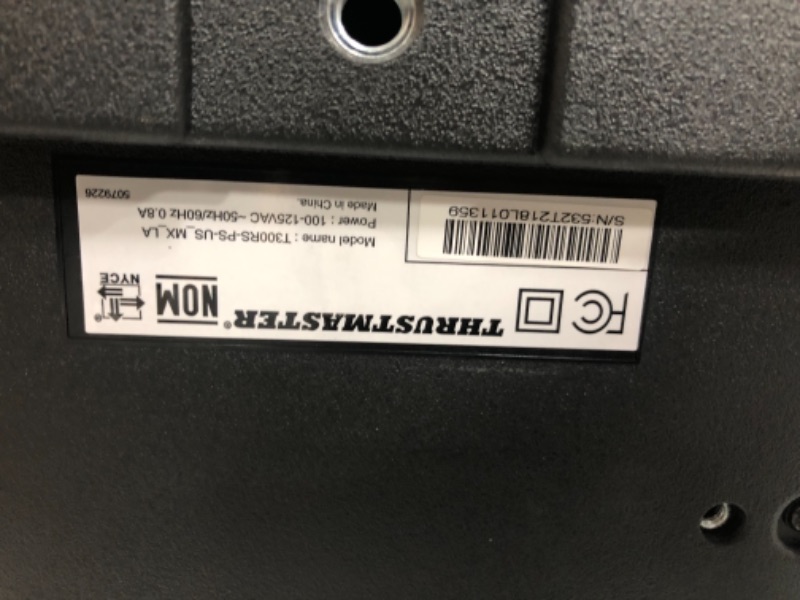 FC THRUSTMASTER® NOM NYCE®
S/N:532T218L011359
Model name : T300RS-PS-US_MX_LA
Power : 100-125VAC ~50Hz/60Hz 0.8A
Made in China.
5079226